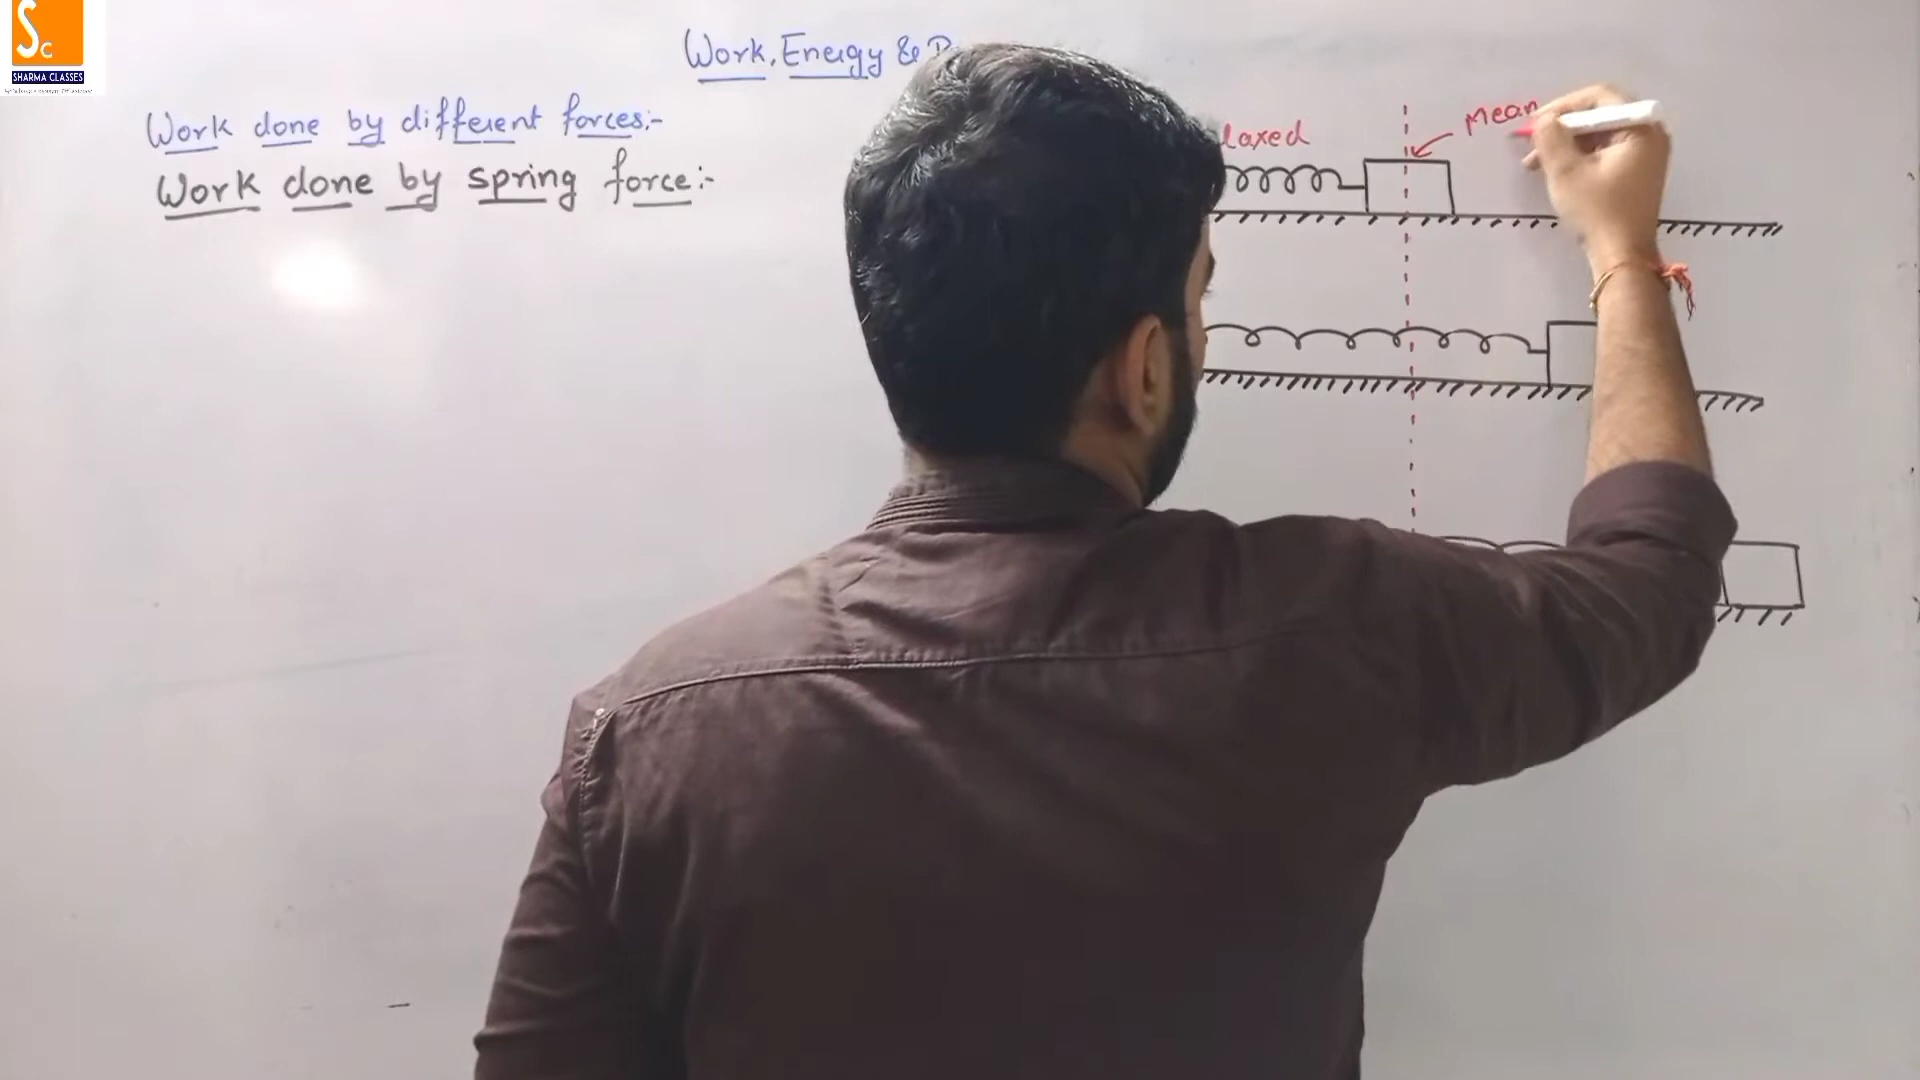 Sc
SHARMA CLASSES
Work, Energy &
Work done by different forces:-
Work done by spring force:-
laxed
Mean